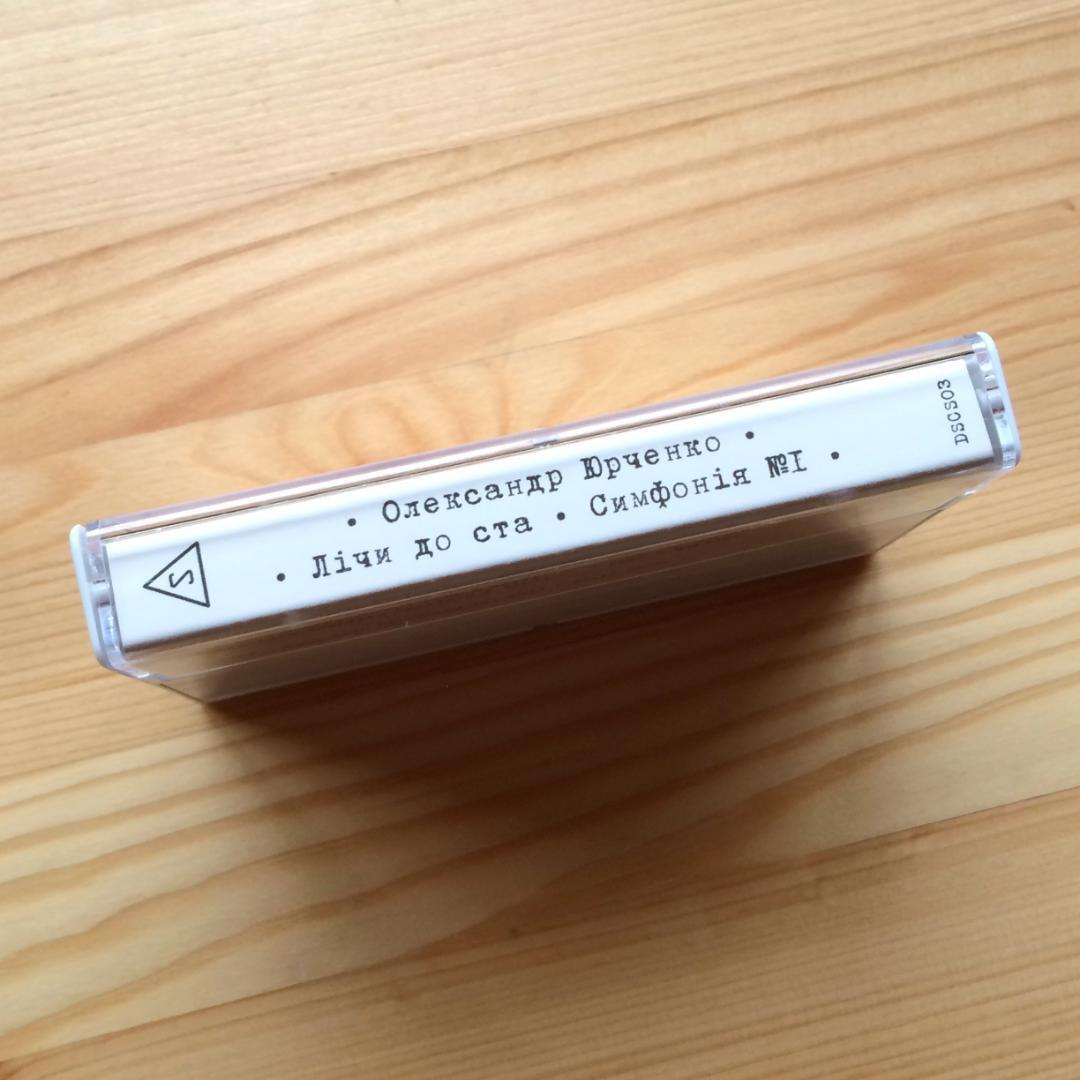 • Олександр Юрченко •
• Лічи до ста • Симфонія №I •
DSCS03
S